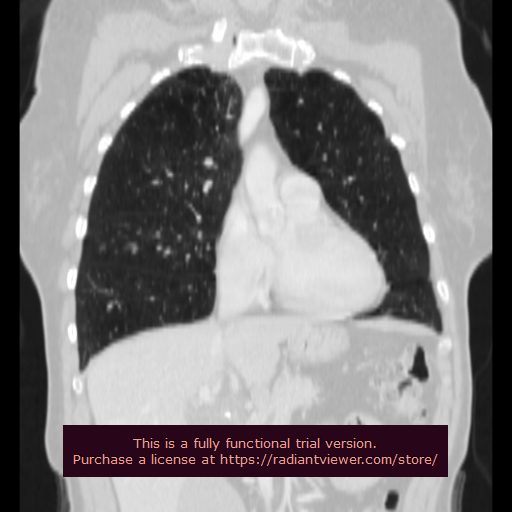 This is a fully functional trial version.
Purchase a license at https://radiantviewer.com/store/